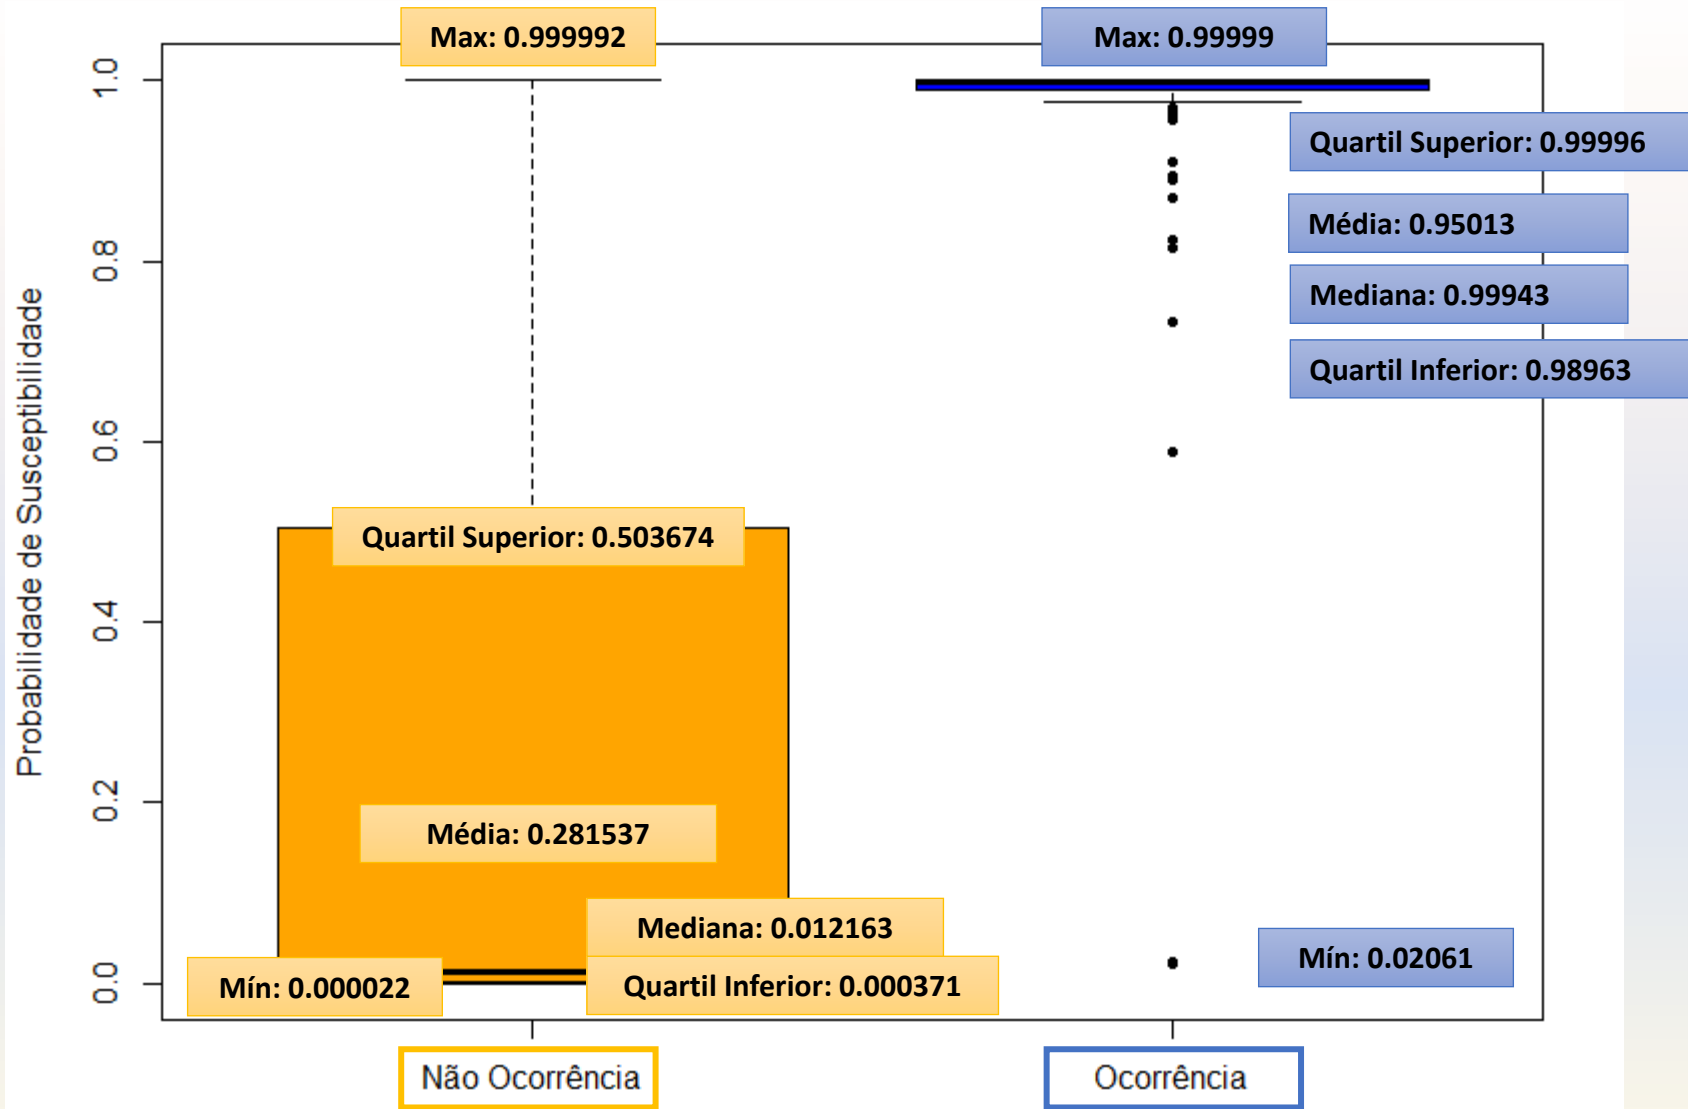 Max: 0.999992
Max: 0.99999
1.0
Quartil Superior: 0.99996
Média: 0.95013
0.8
Mediana: 0.99943
Quartil Inferior: 0.98963
Probabilidade de Susceptibilidade
0.6
Quartil Superior: 0.503674
0.4
0.2
Média: 0.281537
Mediana: 0.012163
Mín: 0.02061
0.0
Mín: 0.000022
Quartil Inferior: 0.000371
Não Ocorrência
Ocorrência